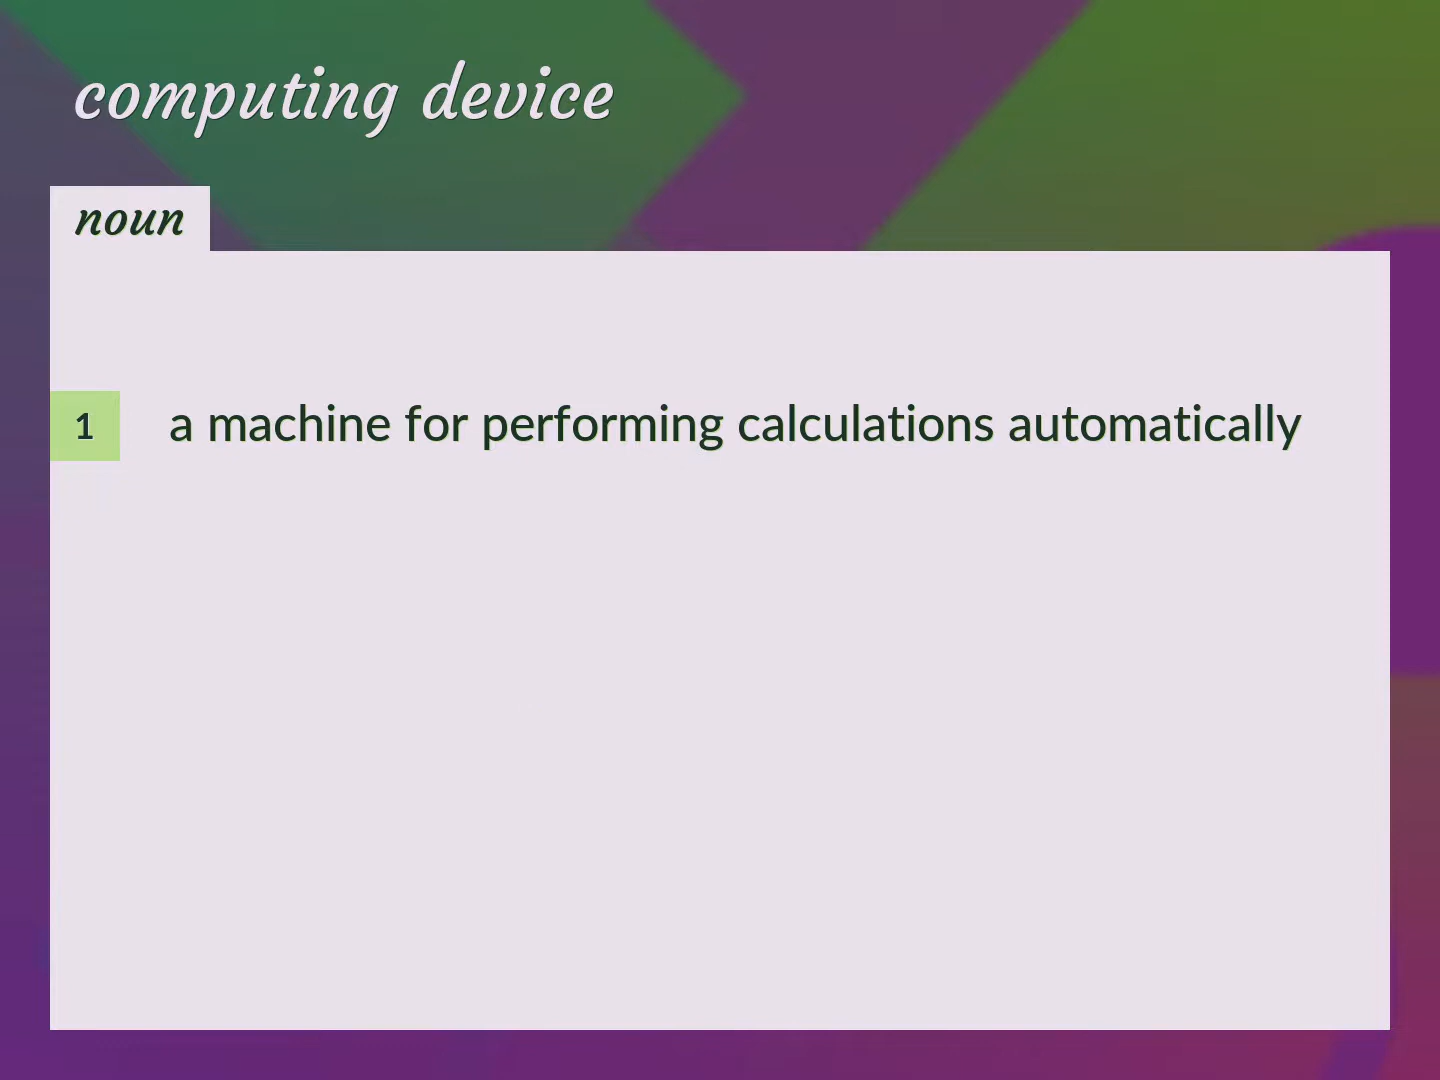 computing device
noun
1 a machine for performing calculations automatically